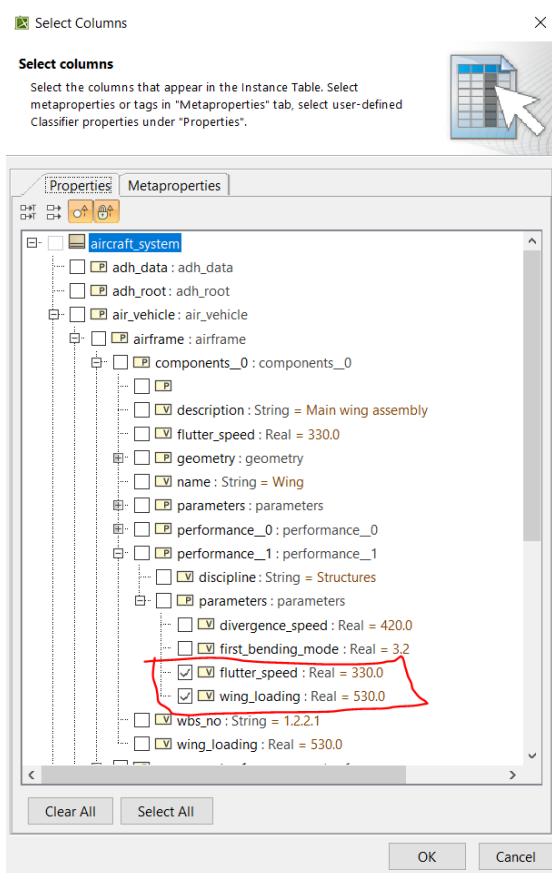 Select Columns
Select columns
Select the columns that appear in the Instance Table. Select
metaproperties or tags in "Metaproperties" tab, select user-defined
Classifier properties under "Properties".
Properties
Metaproperties
aircraft_system
P adh_data : adh_data
P adh_root : adh_root
P air_vehicle : air_vehicle
P airframe : airframe
P components__0 : components__0
P
V description : String = Main wing assembly
V flutter_speed : Real = 330.0
P geometry : geometry
V name : String = Wing
P parameters : parameters
P performance__0 : performance__0
P performance__1 : performance__1
V discipline : String = Structures
P parameters : parameters
V divergence_speed : Real = 420.0
V first_bending_mode : Real = 3.2
V flutter_speed : Real = 330.0
V wing_loading : Real = 530.0
V wbs_no : String = 1.2.2.1
V wing_loading : Real = 530.0
Clear All
Select All
OK
Cancel